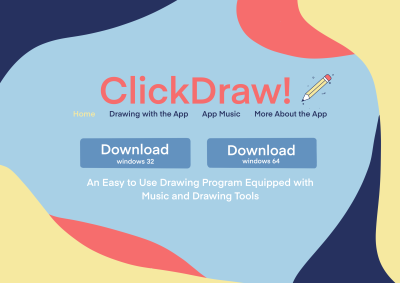 ClickDraw!
Home Drawing with the App App Music More About the App
Download Download
windows 32 windows 64
An Easy to Use Drawing Program Equipped with
Music and Drawing Tools